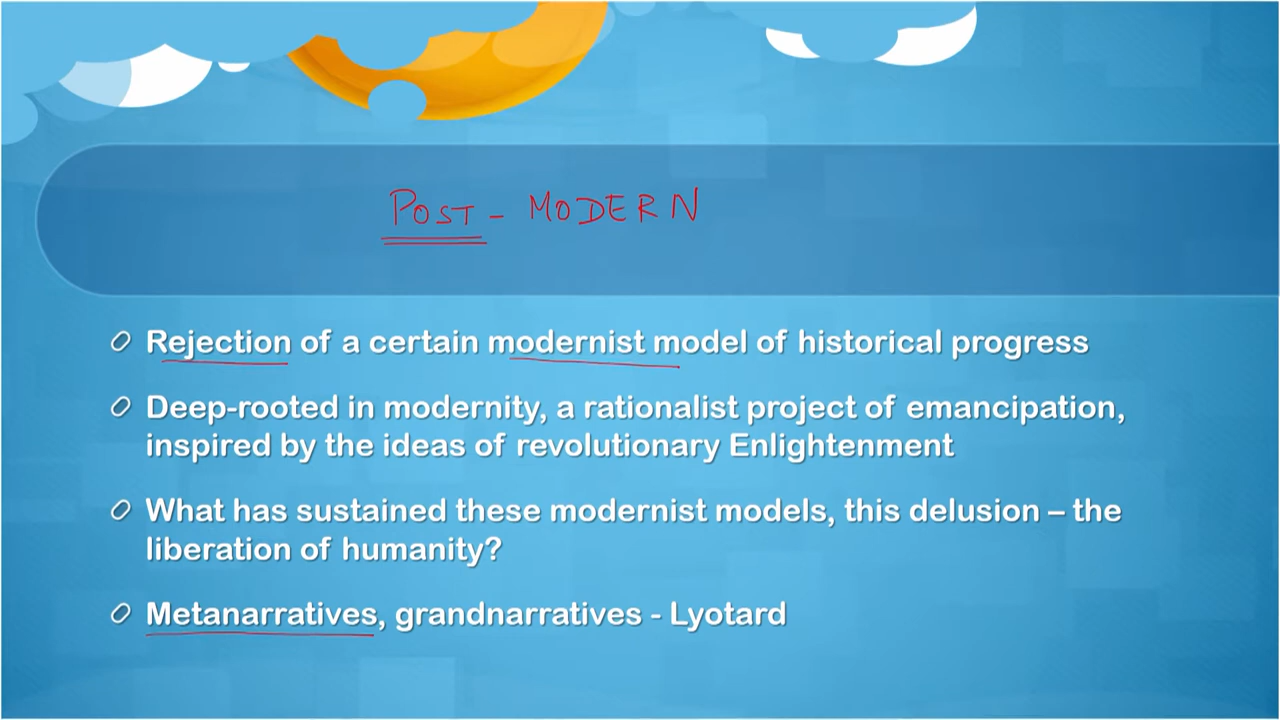 POST - MODERN
Rejection of a certain modernist model of historical progress
Deep-rooted in modernity, a rationalist project of emancipation,
inspired by the ideas of revolutionary Enlightenment
What has sustained these modernist models, this delusion – the
liberation of humanity?
Metanarratives, grandnarratives - Lyotard